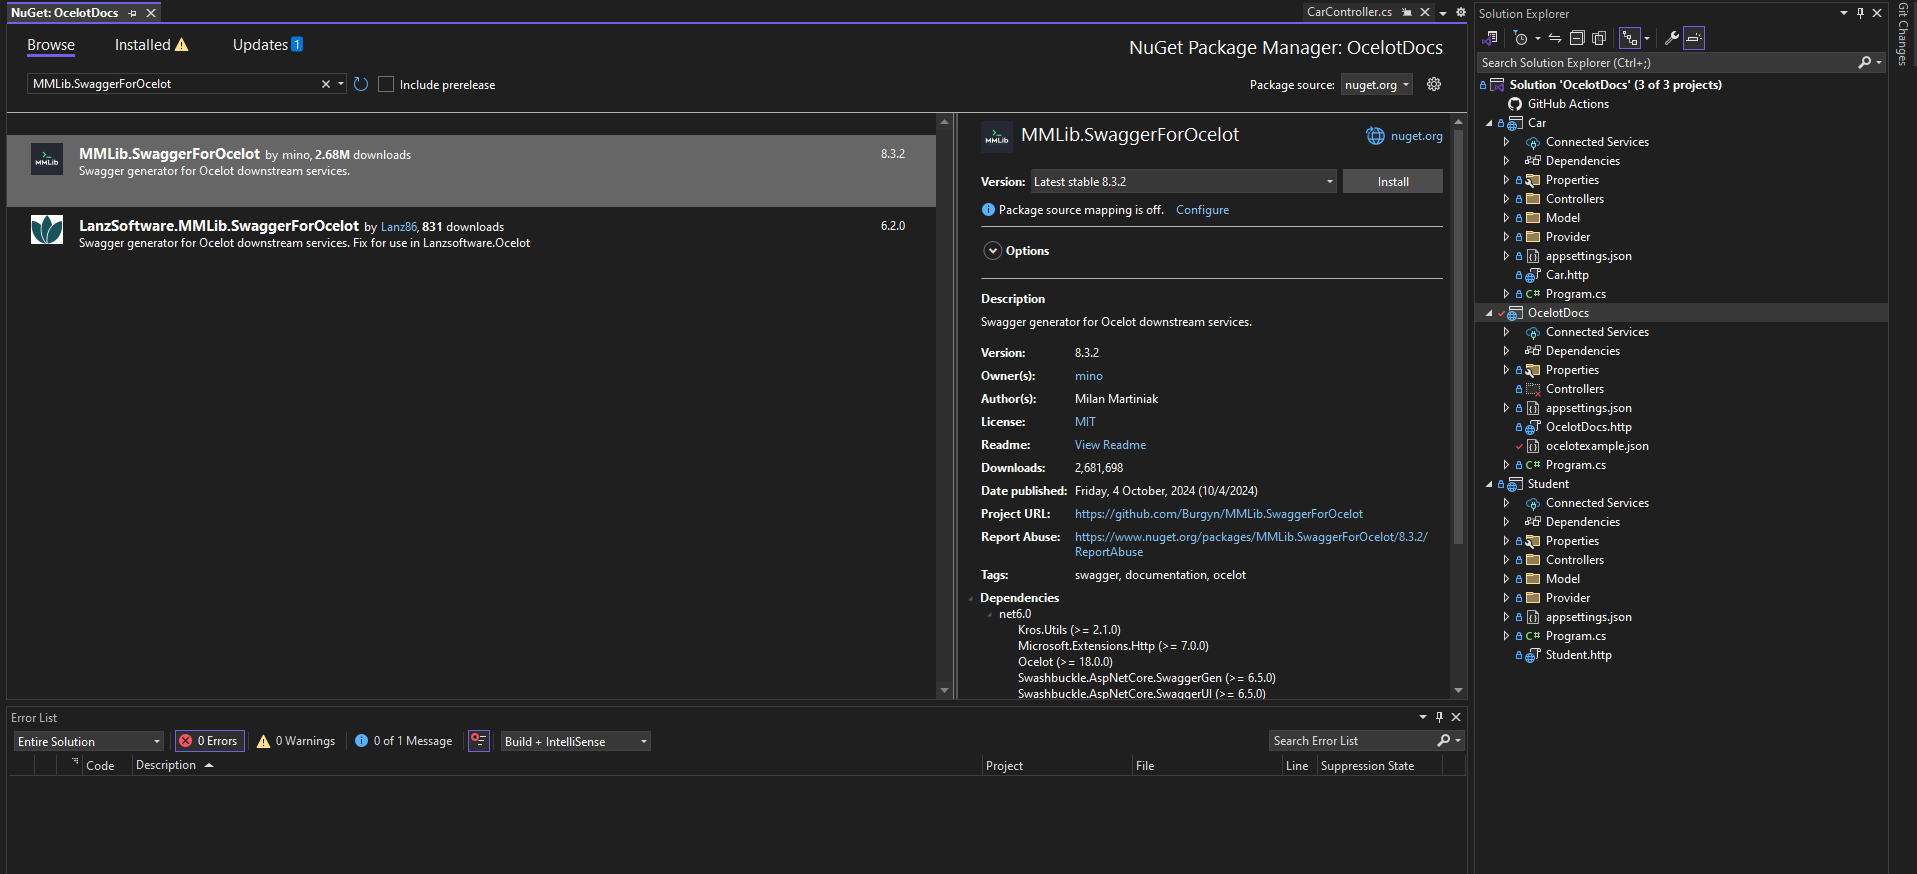 NuGet: OcelotDocs
CarController.cs
Browse
Installed
Updates 1
NuGet Package Manager: OcelotDocs
MMLib.SwaggerForOcelot
Include prerelease
Package source: nuget.org
MMLib
MMLib.SwaggerForOcelot by mino, 2.68M downloads
8.3.2
Swagger generator for Ocelot downstream services.
LanzSoftware.MMLib.SwaggerForOcelot by Lanz86, 831 downloads
6.2.0
Swagger generator for Ocelot downstream services. Fix for use in Lanzsoftware.Ocelot
MMLib
MMLib.SwaggerForOcelot
nuget.org
Version: Latest stable 8.3.2
Install
Package source mapping is off. Configure
Options
Description
Swagger generator for Ocelot downstream services.
Version: 8.3.2
Owner(s): mino
Author(s): Milan Martiniak
License: MIT
Readme: View Readme
Downloads: 2,681,698
Date published: Friday, 4 October, 2024 (10/4/2024)
Project URL: https://github.com/Burgyn/MMLib.SwaggerForOcelot
Report Abuse: https://www.nuget.org/packages/MMLib.SwaggerForOcelot/8.3.2/
ReportAbuse
Tags: swagger, documentation, ocelot
Dependencies
net6.0
Kros.Utils (>= 2.1.0)
Microsoft.Extensions.Http (>= 7.0.0)
Ocelot (>= 18.0.0)
Swashbuckle.AspNetCore.SwaggerGen (>= 6.5.0)
Swashbuckle.AspNetCore.SwaggerUI (>= 6.5.0)
Error List
Entire Solution
0 Errors
0 Warnings
0 of 1 Message
Build + IntelliSense
Search Error List
Code
Description
Project
File
Line
Suppression State
Solution Explorer
Search Solution Explorer (Ctrl+;)
Solution 'OcelotDocs' (3 of 3 projects)
GitHub Actions
Car
Connected Services
Dependencies
Properties
Controllers
Model
Provider
appsettings.json
Car.http
C# Program.cs
OcelotDocs
Connected Services
Dependencies
Properties
Controllers
appsettings.json
OcelotDocs.http
ocelotexample.json
C# Program.cs
Student
Connected Services
Dependencies
Properties
Controllers
Model
Provider
appsettings.json
C# Program.cs
Student.http
Git Changes